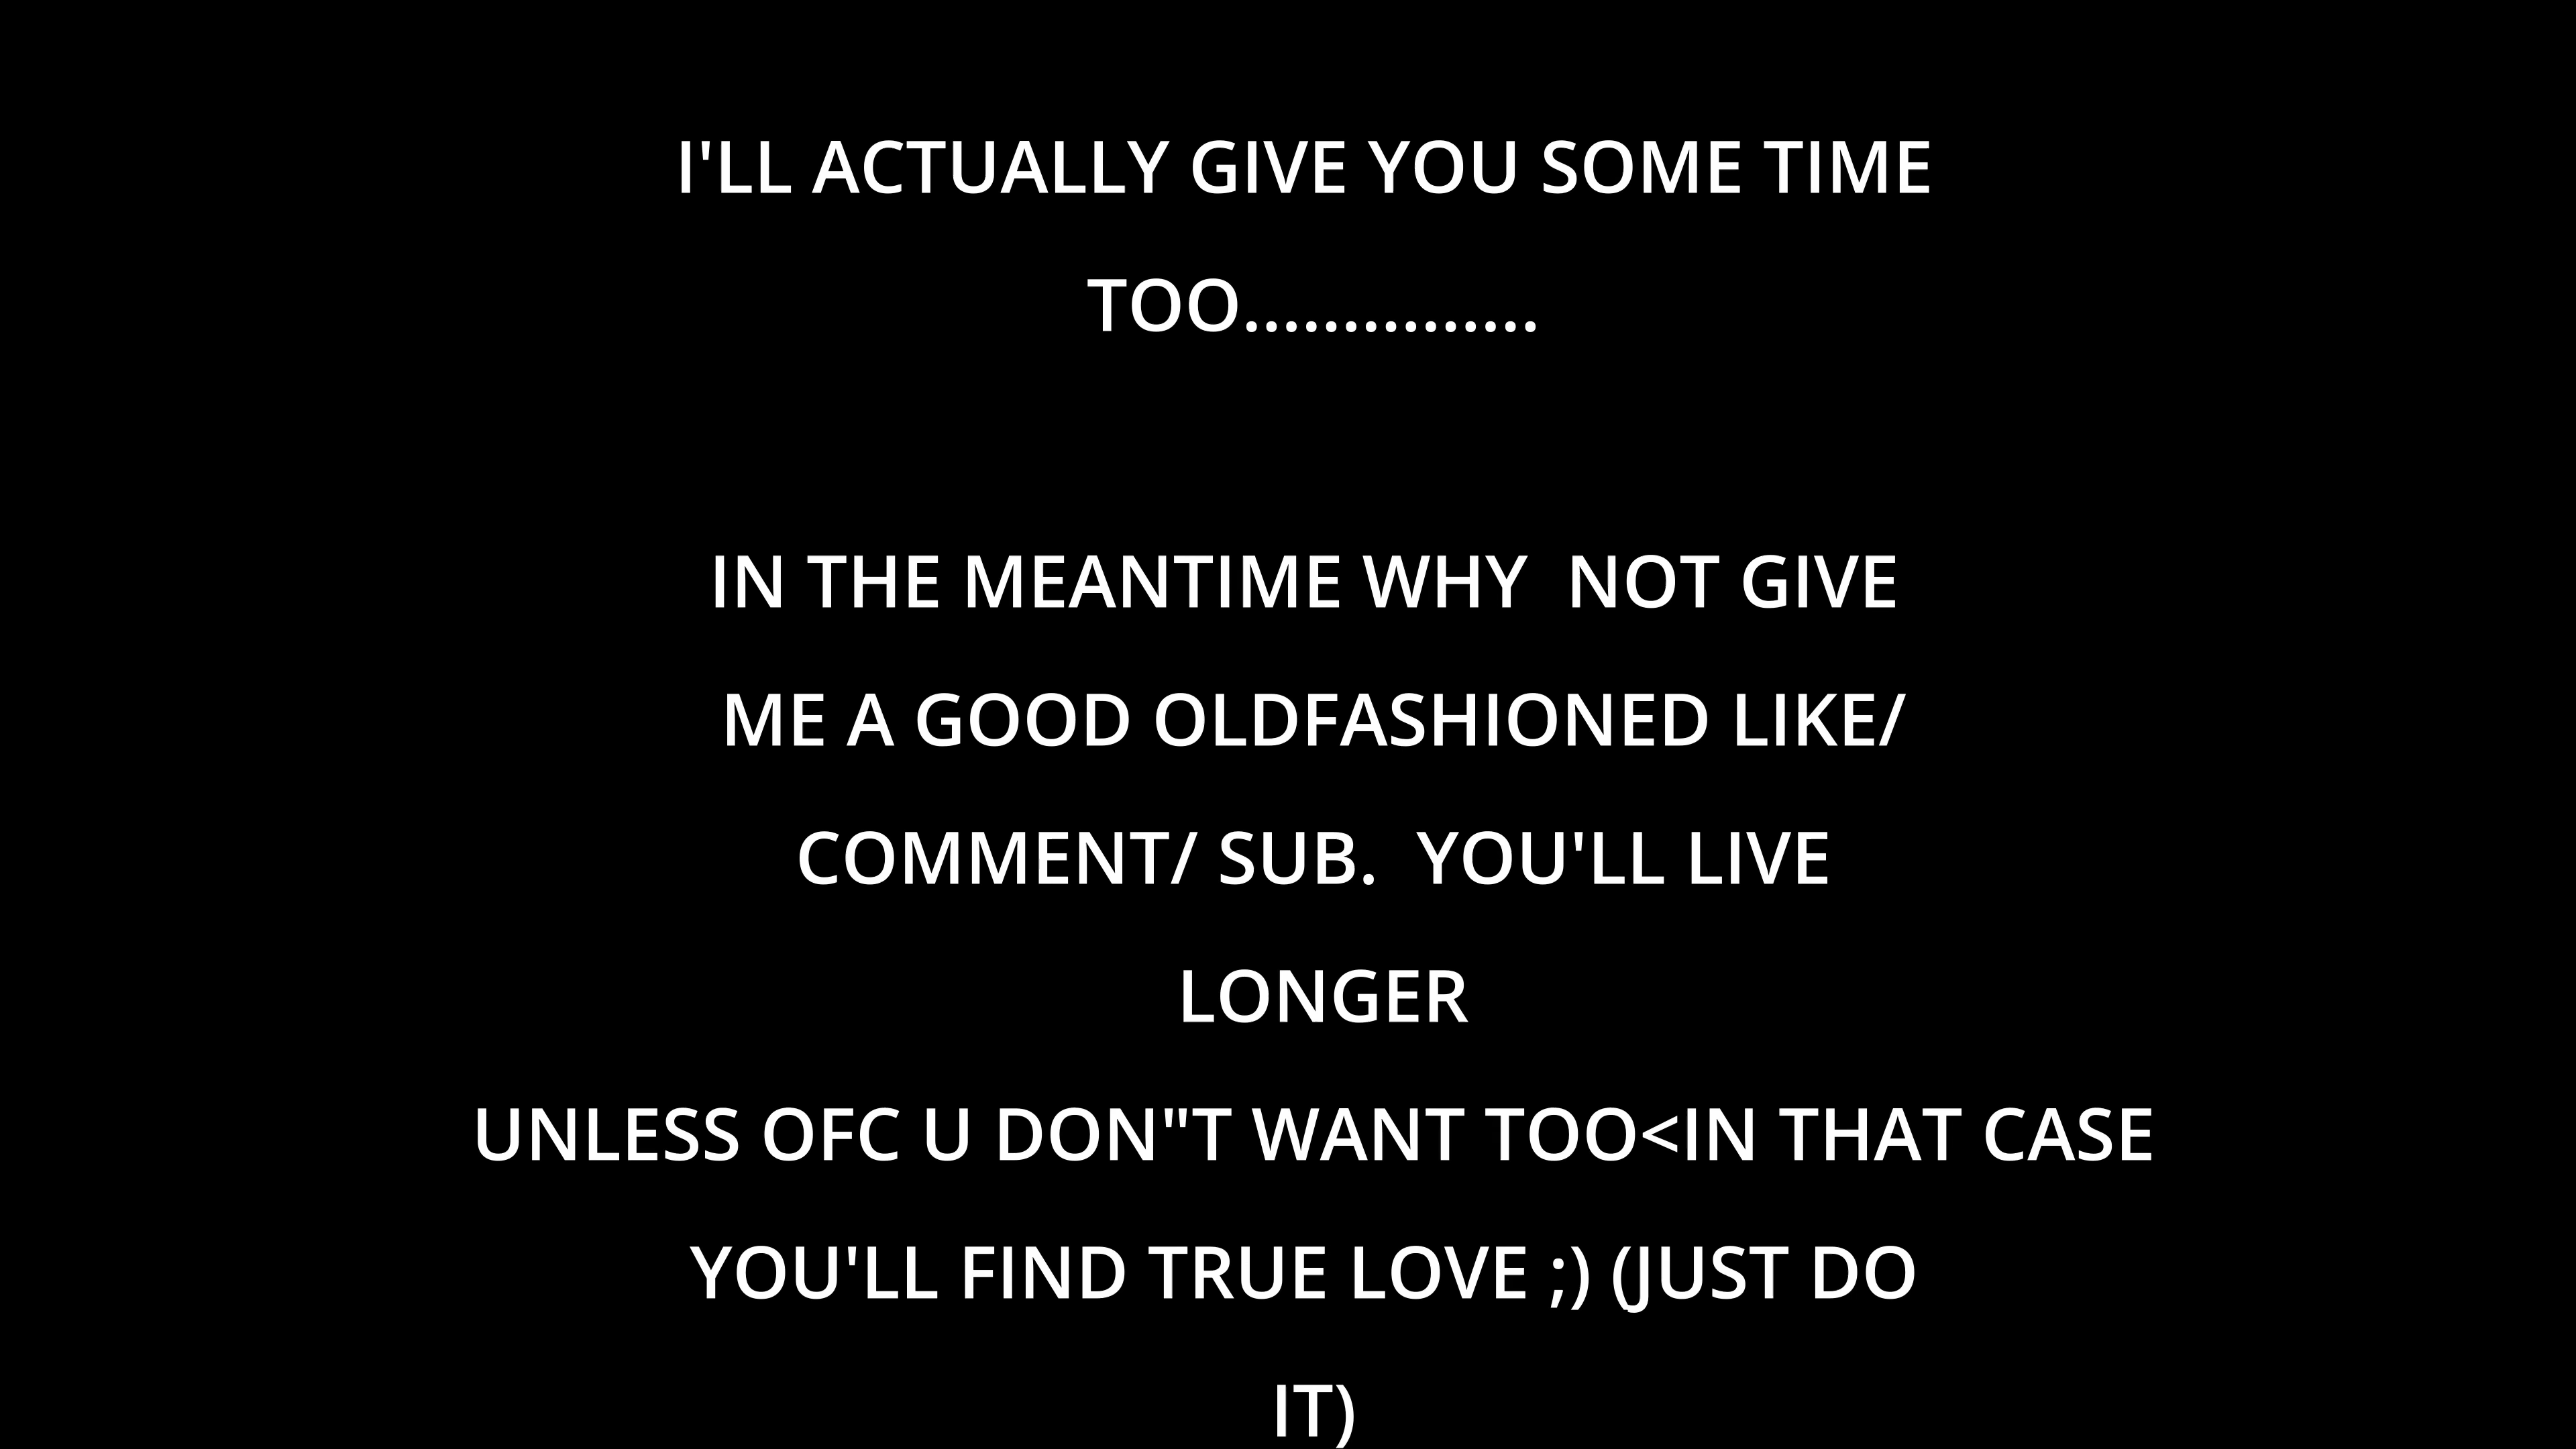 I'LL ACTUALLY GIVE YOU SOME TIME
TOO...............
IN THE MEANTIME WHY  NOT GIVE
ME A GOOD OLDFASHIONED LIKE/
COMMENT/ SUB.  YOU'LL LIVE
LONGER
UNLESS OFC U DON"T WANT TOO<IN THAT CASE
YOU'LL FIND TRUE LOVE ;) (JUST DO
IT)